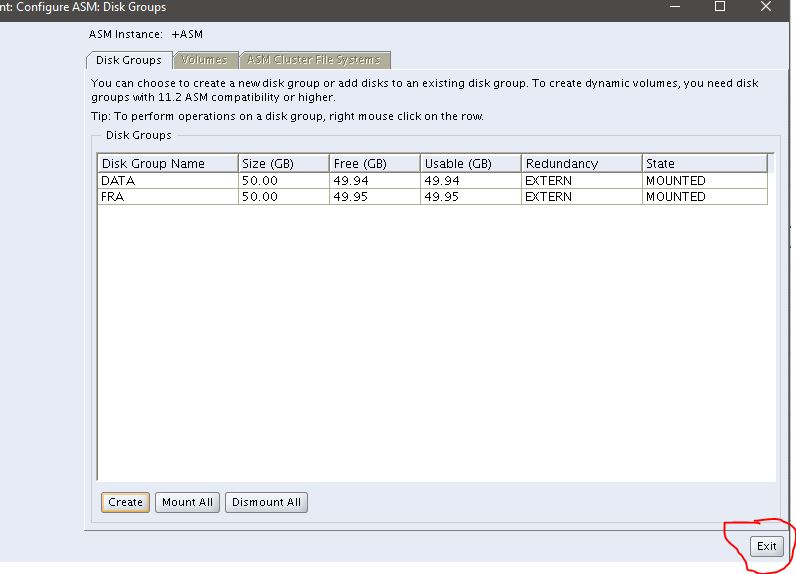 nt: Configure ASM: Disk Groups
ASM Instance: +ASM
Disk Groups Volumes ASM Cluster File Systems
You can choose to create a new disk group or add disks to an existing disk group. To create dynamic volumes, you need disk
groups with 11.2 ASM compatibility or higher.
Tip: To perform operations on a disk group, right mouse click on the row.
Disk Groups
Disk Group Name Size (GB) Free (GB) Usable (GB) Redundancy State
DATA 50.00 49.94 49.94 EXTERN MOUNTED
FRA 50.00 49.95 49.95 EXTERN MOUNTED
Create Mount All Dismount All
Exit